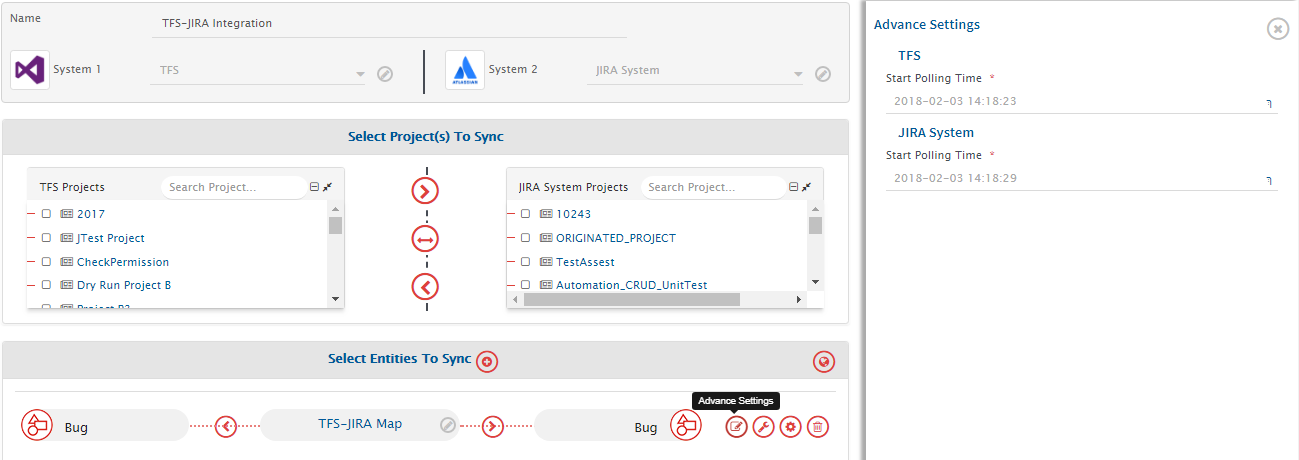 Name
TFS-JIRA Integration
System 1
TFS
ATLASSIAN
System 2
JIRA System
Select Project(s) To Sync
TFS Projects
Search Project...
2017
JTest Project
CheckPermission
Dry Run Project B
JIRA System Projects
Search Project...
10243
ORIGINATED_PROJECT
TestAssest
Automation_CRUD_UnitTest
Select Entities To Sync
Advance Settings
Bug
TFS-JIRA Map
Bug
Advance Settings
TFS
Start Polling Time *
2018-02-03 14:18:23
JIRA System
Start Polling Time *
2018-02-03 14:18:29